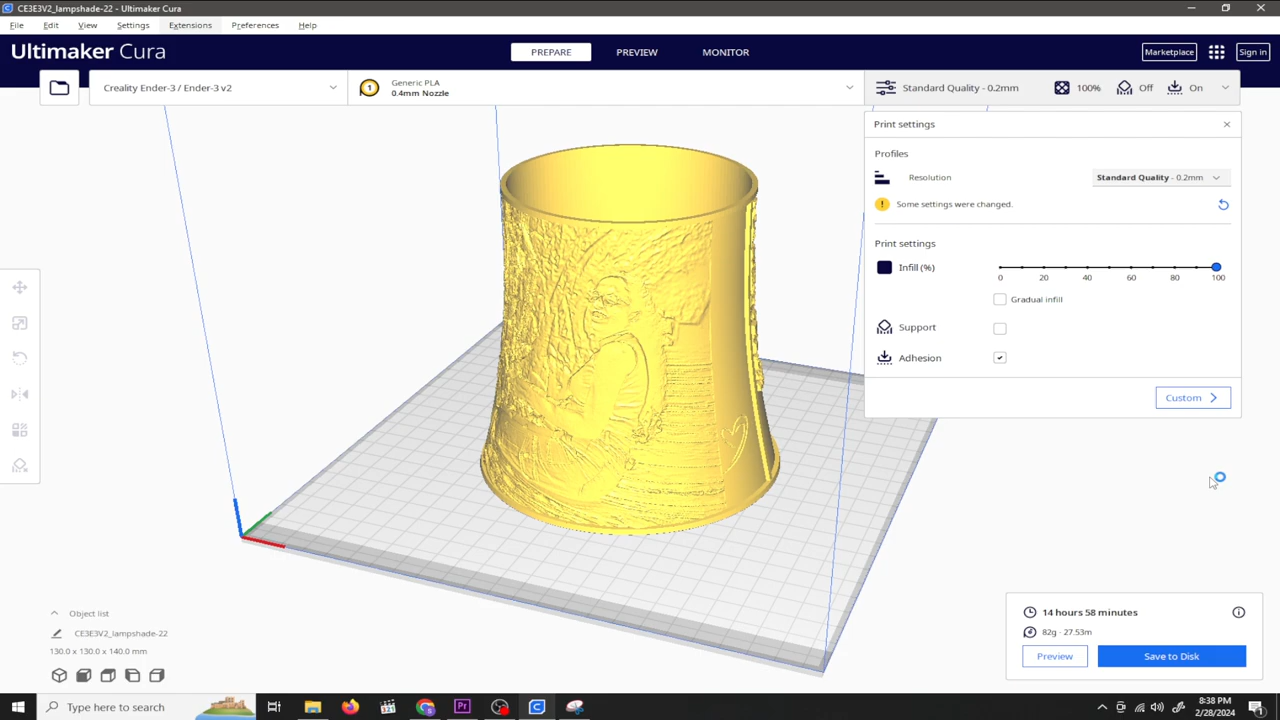 CE3E3V2_lampshade-22 - Ultimaker Cura
File Edit View Settings Extensions Preferences Help
Ultimaker Cura
PREPARE PREVIEW MONITOR
Marketplace Sign in
Creality Ender-3 / Ender-3 v2
1
Generic PLA
0.4mm Nozzle
Standard Quality - 0.2mm 100% Off On
Print settings
Profiles
Resolution Standard Quality - 0.2mm
Some settings were changed.
Print settings
Infill (%)
0 20 40 60 80 100
Gradual infill
Support
Adhesion
Custom
Object list
CE3E3V2_lampshade-22
130.0 x 130.0 x 140.0 mm
14 hours 58 minutes
82g · 27.53m
Preview Save to Disk
Type here to search
321
Pr
8:38 PM
2/28/2024
1